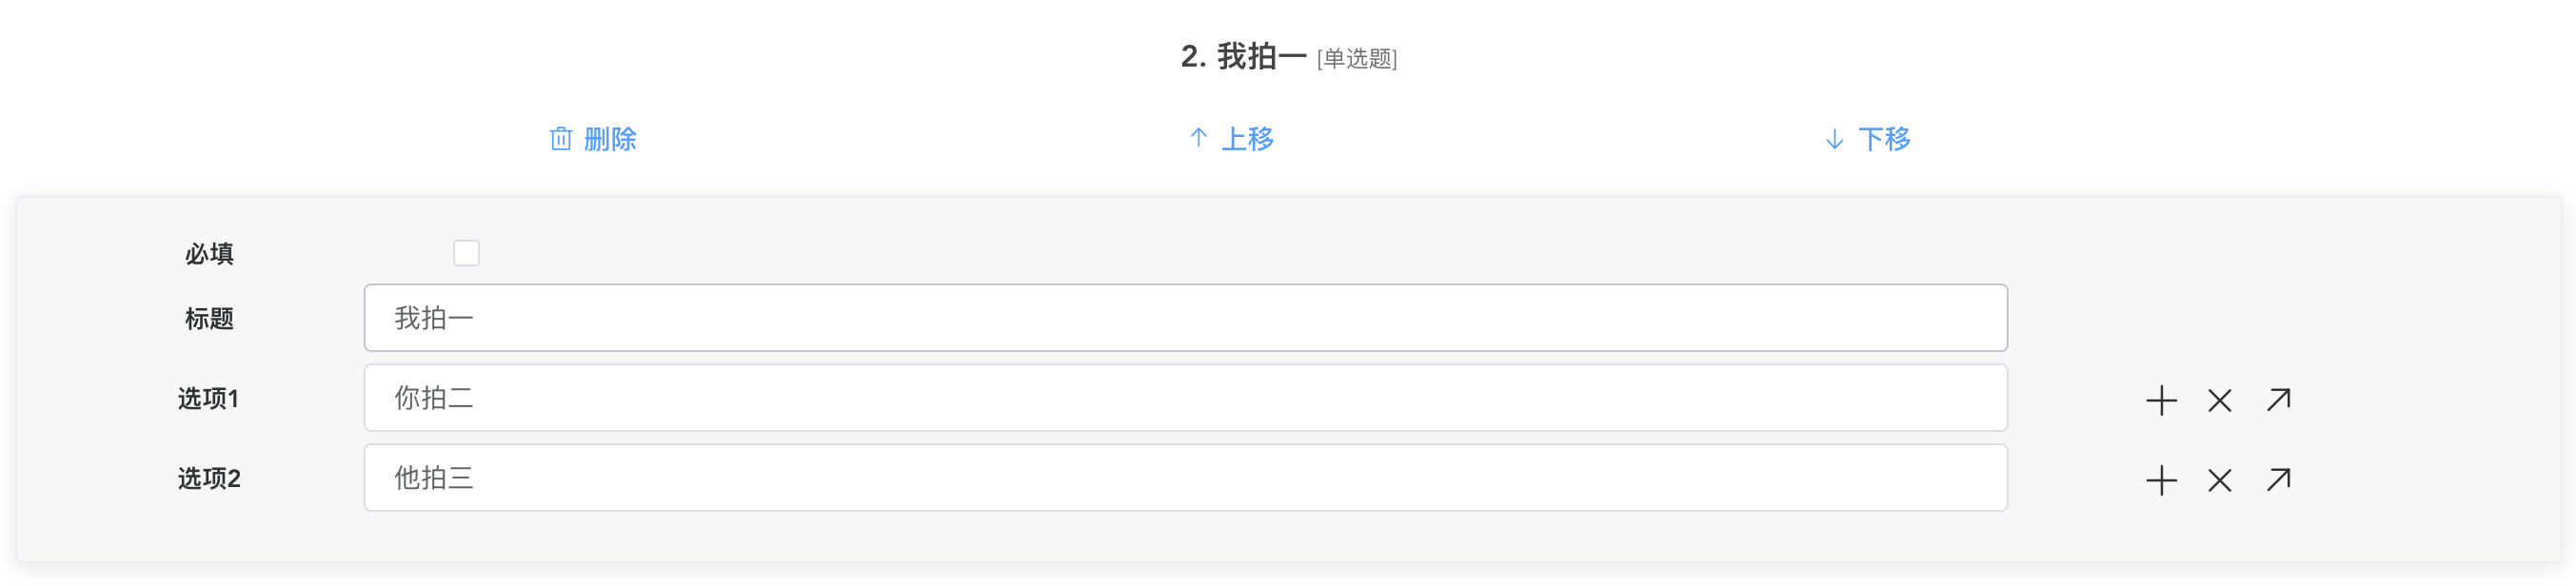 2. 我拍一 [单选题]
删除 上移 下移
必填
标题 我拍一
选项1 你拍二
选项2 他拍三